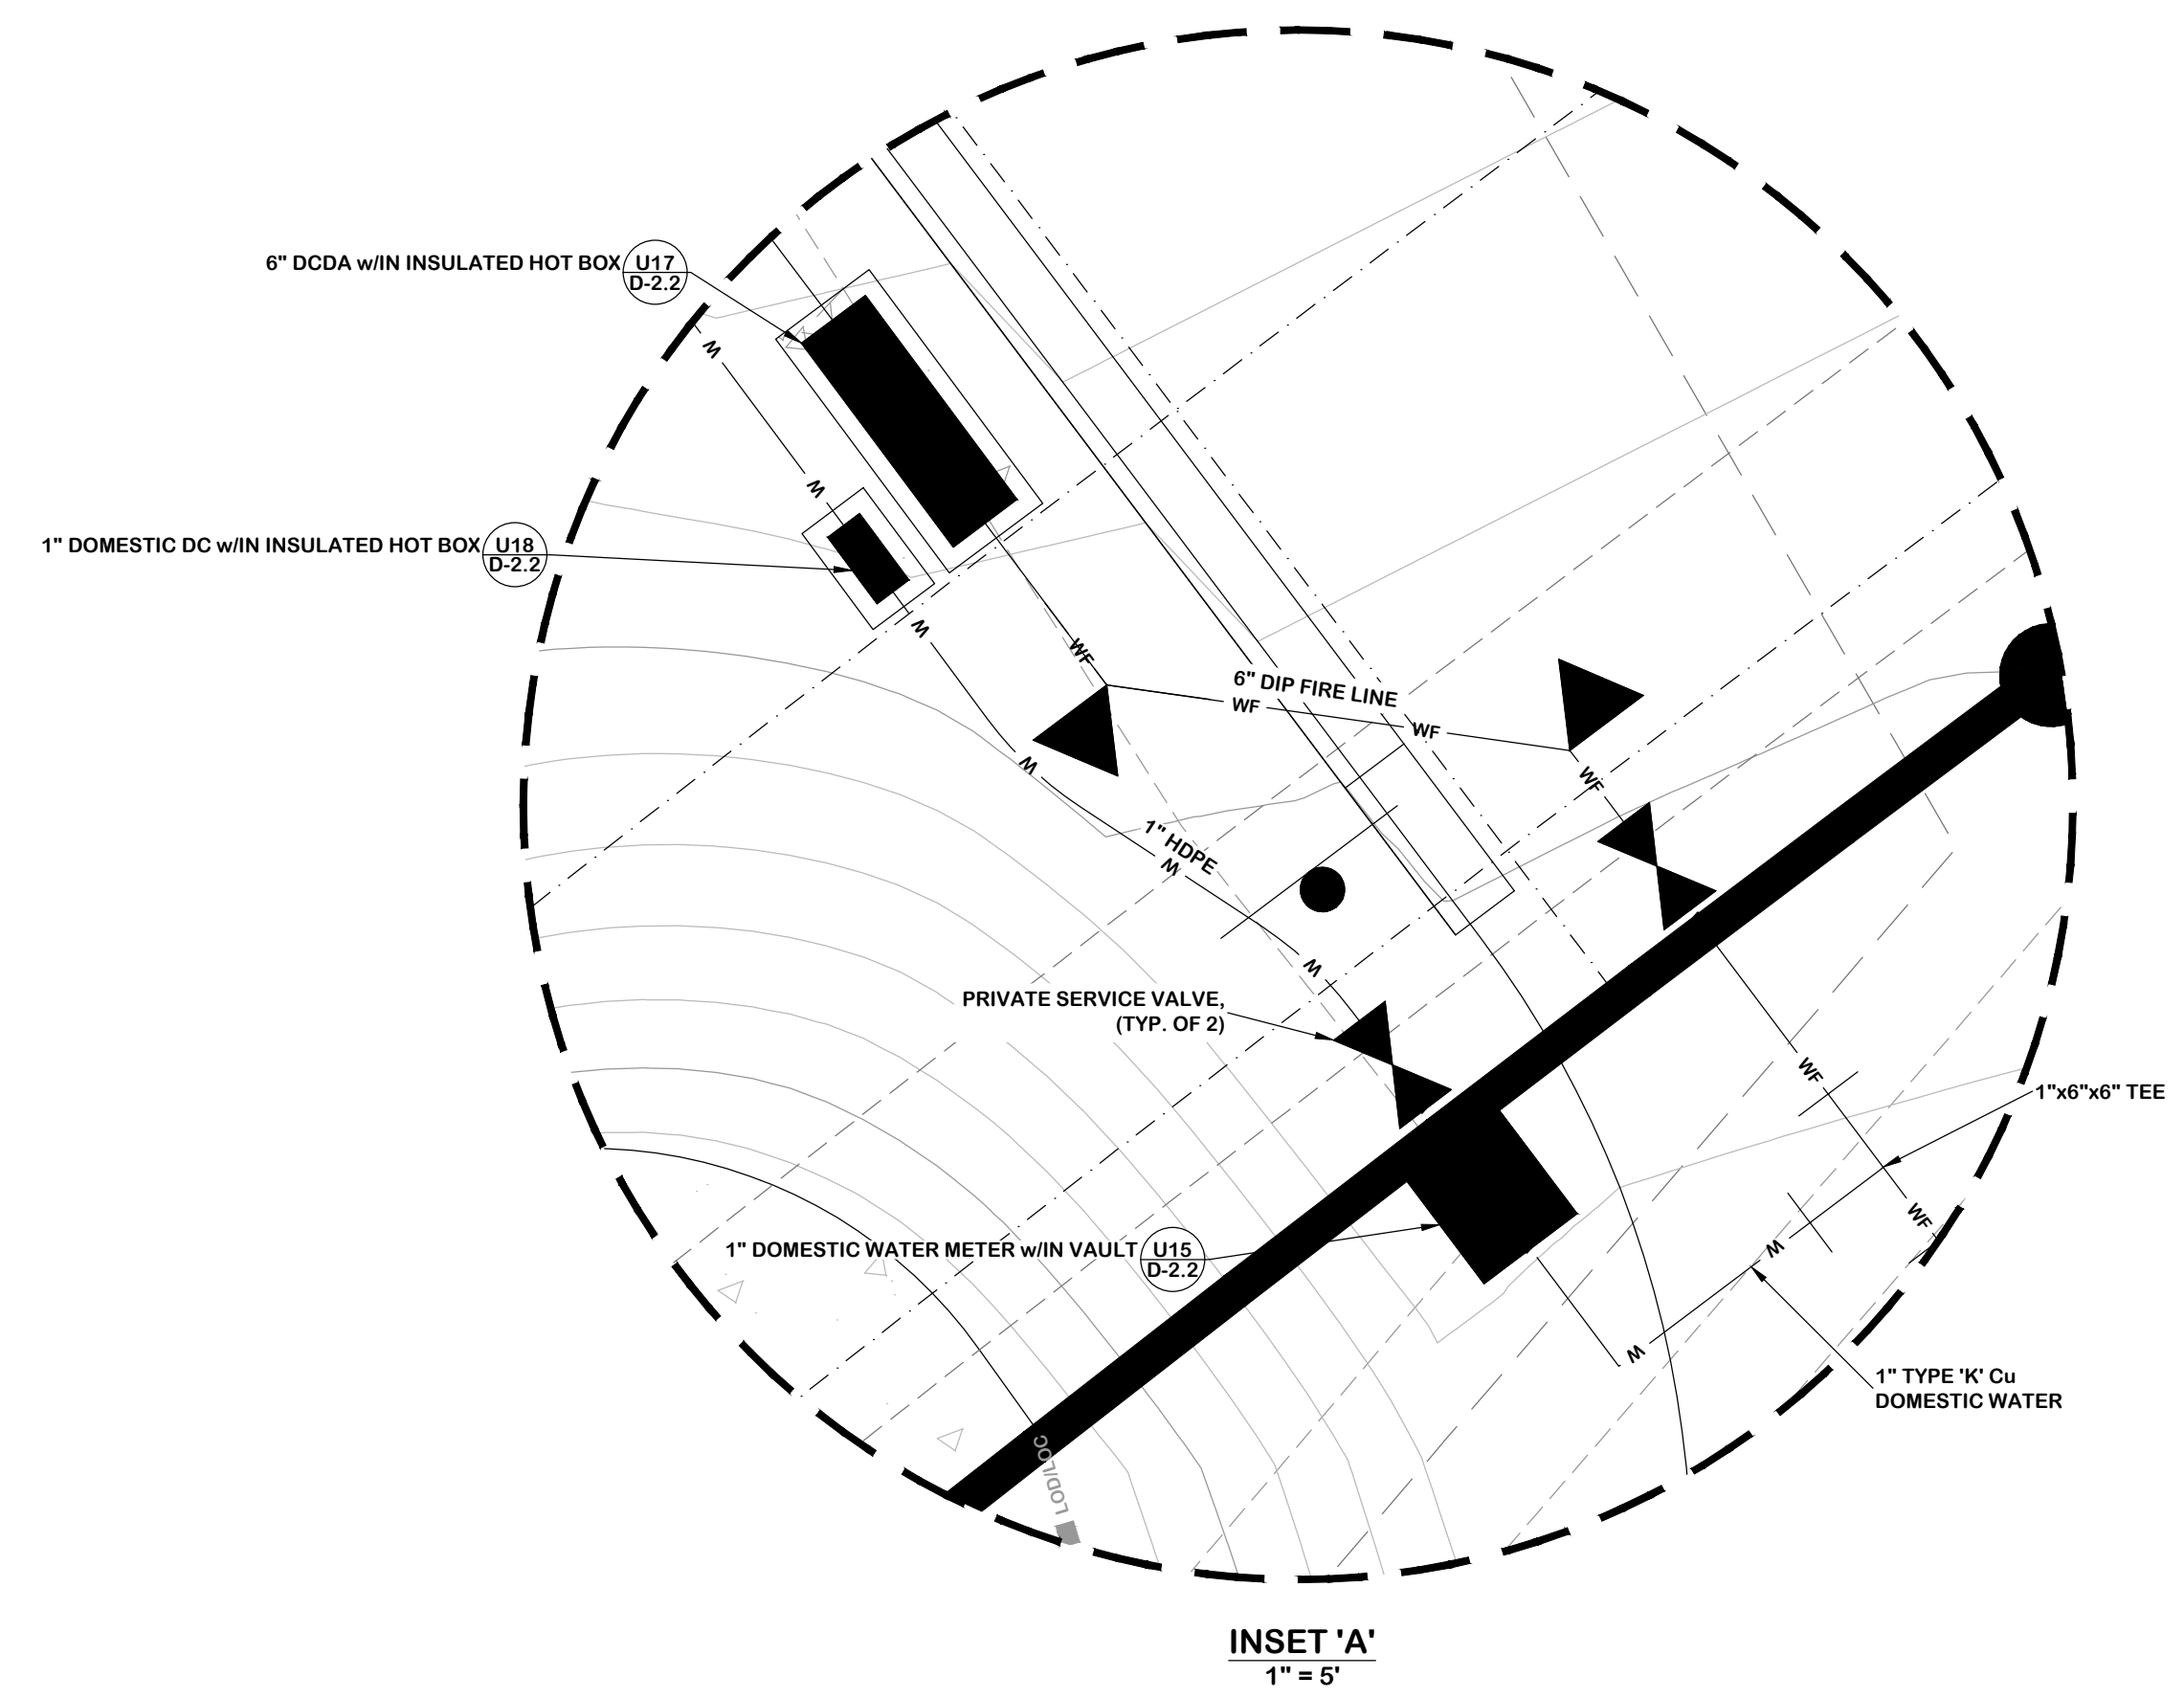 6" DCDA w/IN INSULATED HOT BOX
U17
D-2.2
W
W
1" DOMESTIC DC w/IN INSULATED HOT BOX
U18
D-2.2
W
WF
6" DIP FIRE LINE
WF
WF
W
WF
1" HDPE
W
W
PRIVATE SERVICE VALVE,
(TYP. OF 2)
WF
1"x6"x6" TEE
WF
1" DOMESTIC WATER METER w/IN VAULT
U15
D-2.2
W
W
1" TYPE 'K' Cu
DOMESTIC WATER
LOD/LOC
INSET 'A'
1" = 5'